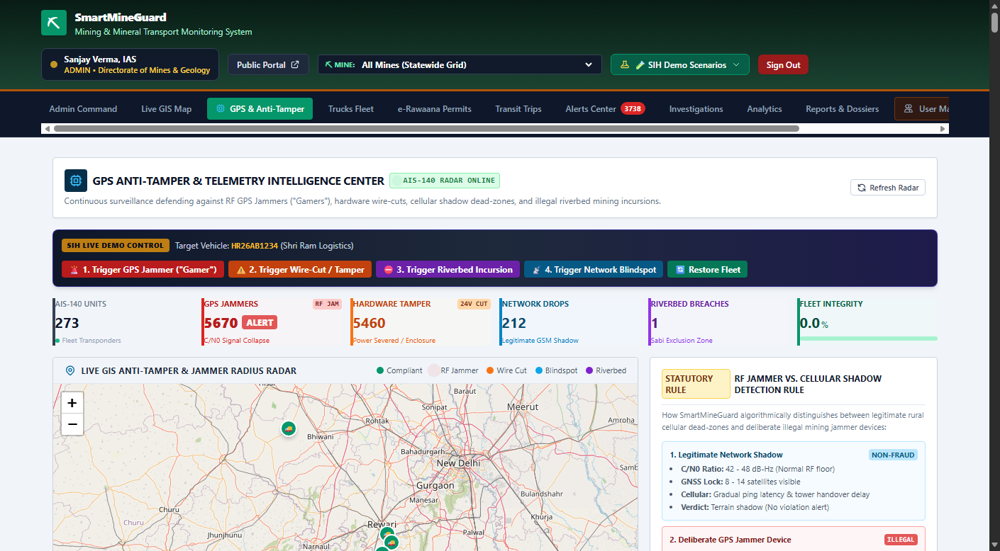 SmartMineGuard
Mining & Mineral Transport Monitoring System
Sanjay Verma, IAS
ADMIN • Directorate of Mines & Geology
Public Portal
MINE: All Mines (Statewide Grid)
SIH Demo Scenarios
Sign Out
Admin Command
Live GIS Map
GPS & Anti-Tamper
Trucks Fleet
e-Rawaana Permits
Transit Trips
Alerts Center 3738
Investigations
Analytics
Reports & Dossiers
User Ma
GPS ANTI-TAMPER & TELEMETRY INTELLIGENCE CENTER
AIS-140 RADAR ONLINE
Continuous surveillance defending against RF GPS Jammers ("Gamers"), hardware wire-cuts, cellular shadow dead-zones, and illegal riverbed mining incursions.
Refresh Radar
SIH LIVE DEMO CONTROL Target Vehicle: HR26AB1234 (Shri Ram Logistics)
1. Trigger GPS Jammer ("Gamer")
2. Trigger Wire-Cut / Tamper
3. Trigger Riverbed Incursion
4. Trigger Network Blindspot
Restore Fleet
AIS-140 UNITS
273
Fleet Transponders
GPS JAMMERS RF JAM
5670 ALERT
C/N0 Signal Collapse
HARDWARE TAMPER 24V CUT
5460
Power Severed / Enclosure
NETWORK DROPS
212
Legitimate GSM Shadow
RIVERBED BREACHES
1
Sabi Exclusion Zone
FLEET INTEGRITY
0.0 %
LIVE GIS ANTI-TAMPER & JAMMER RADIUS RADAR
Compliant
RF Jammer
Wire Cut
Blindspot
Riverbed
+
−
Hisar
Baraut
Sonipat
Meerut
Rohtak
Amroha
Bhiwani
Bahadurgarh
New Delhi
Samb
Gurgaon
Manesar
Bulandshahr
Churu
Churu
Khurja
Rewari
Palwal
Jhunjhunu
Narnaul
STATUTORY RULE
RF JAMMER VS. CELLULAR SHADOW DETECTION RULE
How SmartMineGuard algorithmically distinguishes between legitimate rural
cellular dead-zones and deliberate illegal mining jammer devices:
1. Legitimate Network Shadow NON-FRAUD
• C/N0 Ratio: 42 - 48 dB-Hz (Normal RF floor)
• GNSS Lock: 8 - 14 satellites visible
• Cellular: Gradual ping latency & tower handover delay
• Verdict: Terrain shadow (No violation alert)
2. Deliberate GPS Jammer Device ILLEGAL